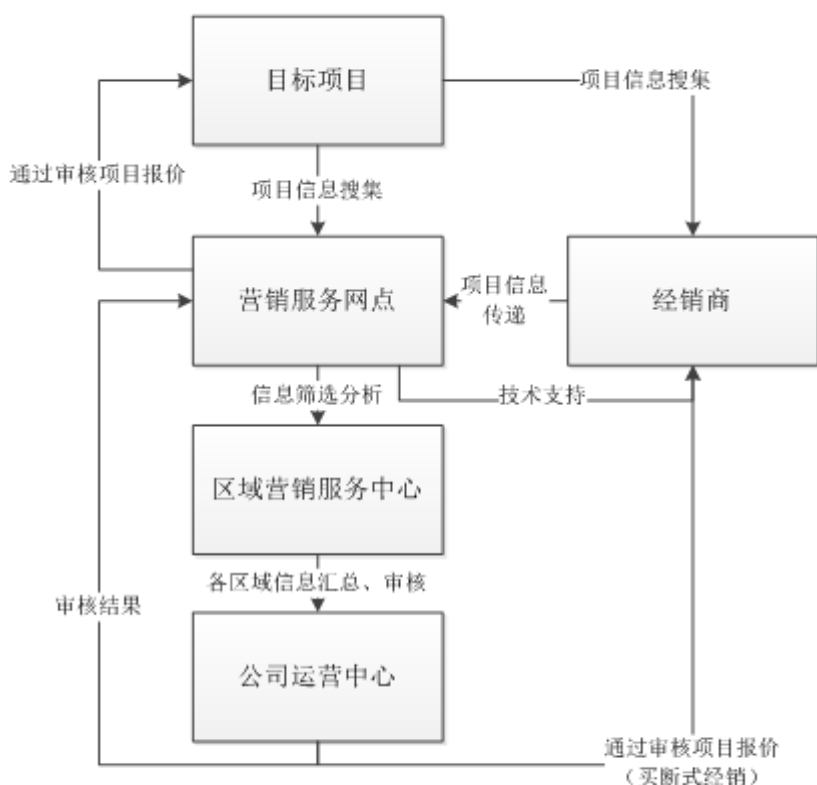 目标项目
项目信息搜集
通过审核项目报价
项目信息搜集
营销服务网点
项目信息
传递
经销商
信息筛选分析
技术支持
区域营销服务中心
各区域信息汇总、审核
审核结果
公司运营中心
通过审核项目报价
（买断式经销）